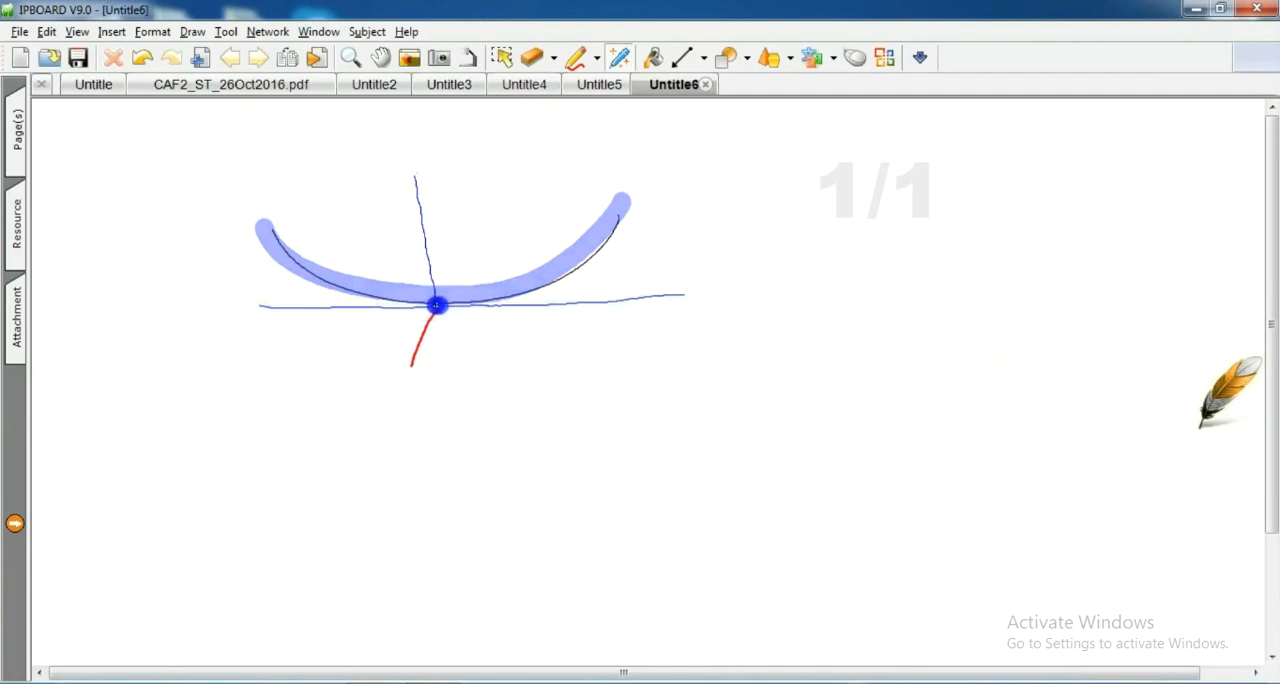 IPBOARD V9.0 - [Untitle6]
File Edit View Insert Format Draw Tool Network Window Subject Help
Untitle CAF2_ST_26Oct2016.pdf Untitle2 Untitle3 Untitle4 Untitle5 Untitle6
Page(s)
Resource
Attachment
1/1
Activate Windows
Go to Settings to activate Windows.